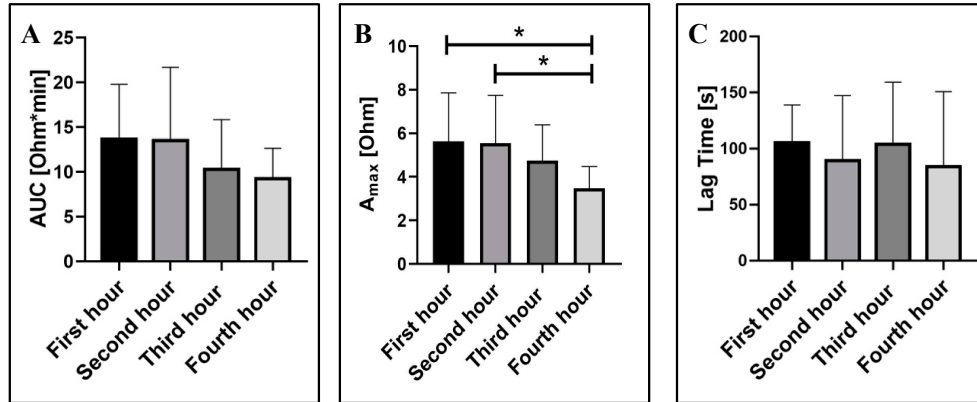 A
AUC [Ohm*min]
25
20
15
10
5
0
First hour
Second hour
Third hour
Fourth hour
B
Amax [Ohm]
10
8
6
4
2
0
*
*
First hour
Second hour
Third hour
Fourth hour
C
Lag Time [s]
200
150
100
50
0
First hour
Second hour
Third hour
Fourth hour